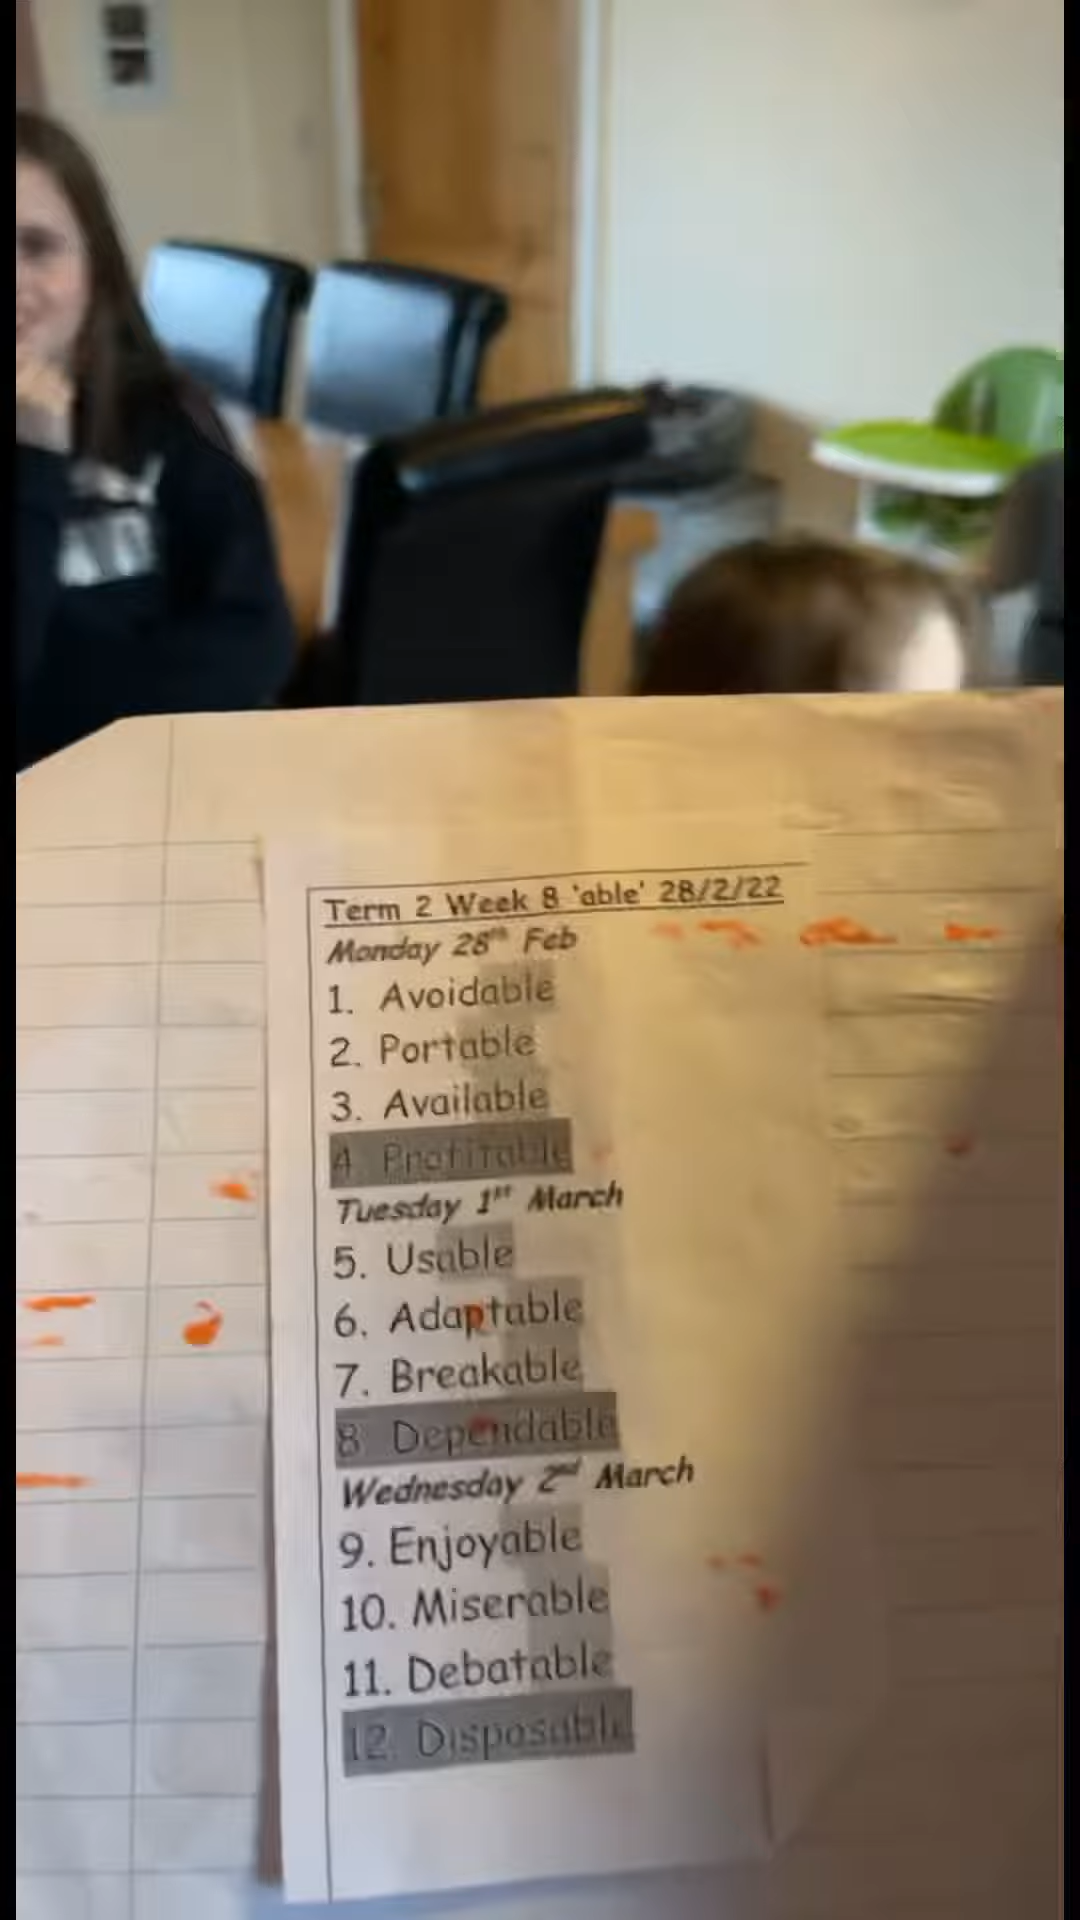 Term 2 Week 8 'able' 28/2/22
Monday 28th Feb
1. Avoidable
2. Portable
3. Available
4. Profitable
Tuesday 1st March
5. Usable
6. Adaptable
7. Breakable
8. Dependable
Wednesday 2nd March
9. Enjoyable
10. Miserable
11. Debatable
12. Disposable